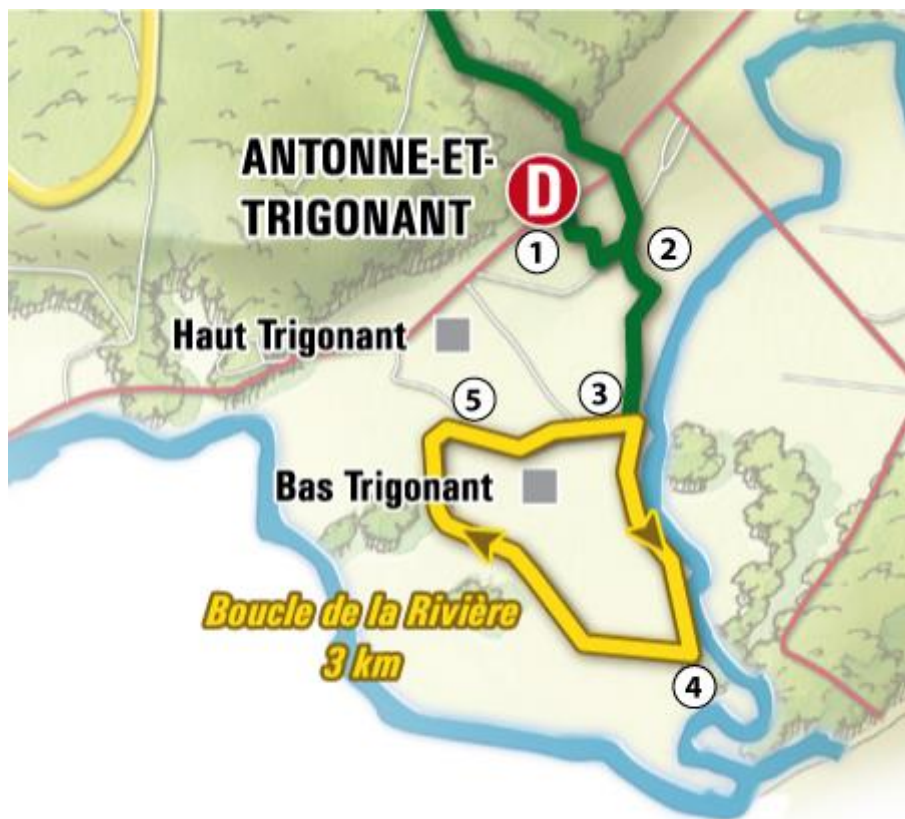 ANTONNE-ET-
TRIGONANT
D
1
2
Haut Trigonant
5
3
Bas Trigonant
Boucle de la Rivière
3 km
4